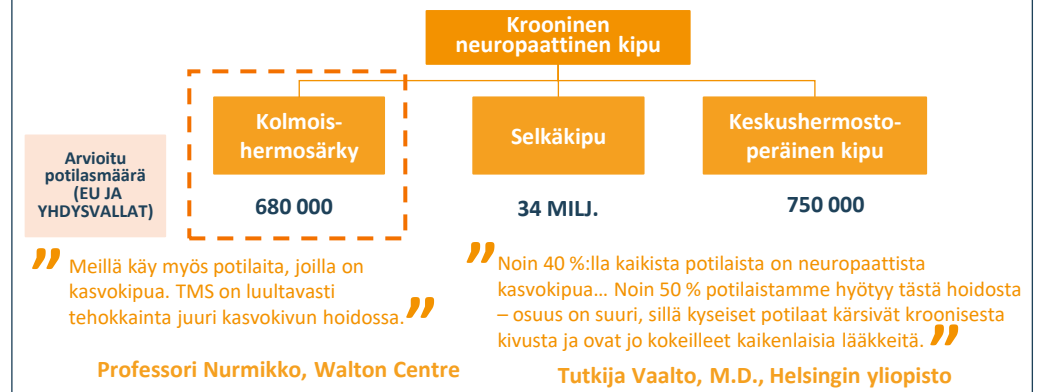 Krooninen
neuropaattinen kipu
Kolmois-
hermosärky
Selkäkipu
Keskushermosto-
peräinen kipu
Arvioitu
potilasmäärä
(EU JA
YHDYSVALLAT)
680 000
34 MILJ.
750 000
” Meillä käy myös potilaita, joilla on
kasvokipua. TMS on luultavasti
tehokkainta juuri kasvokivun hoidossa.”
Professori Nurmikko, Walton Centre
” Noin 40 %:lla kaikista potilaista on neuropaattista
kasvokipua... Noin 50 % potilaistamme hyötyy tästä hoidosta
– osuus on suuri, sillä kyseiset potilaat kärsivät kroonisesta
kivusta ja ovat jo kokeilleet kaikenlaisia lääkkeitä. ”
Tutkija Vaalto, M.D., Helsingin yliopisto